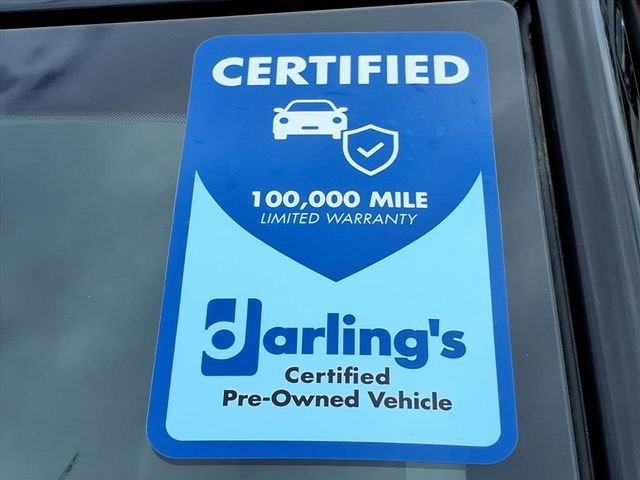 CERTIFIED
100,000 MILE
LIMITED WARRANTY
darling's
Certified
Pre-Owned Vehicle